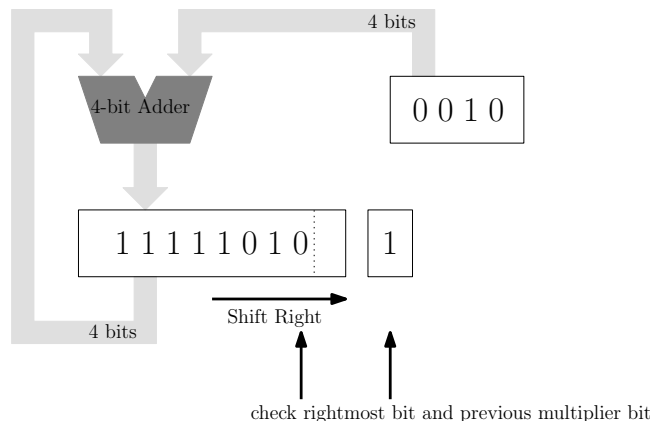 4 bits
4-bit Adder
0 0 1 0
1 1 1 1 1 0 1 0
1
Shift Right
4 bits
check rightmost bit and previous multiplier bit